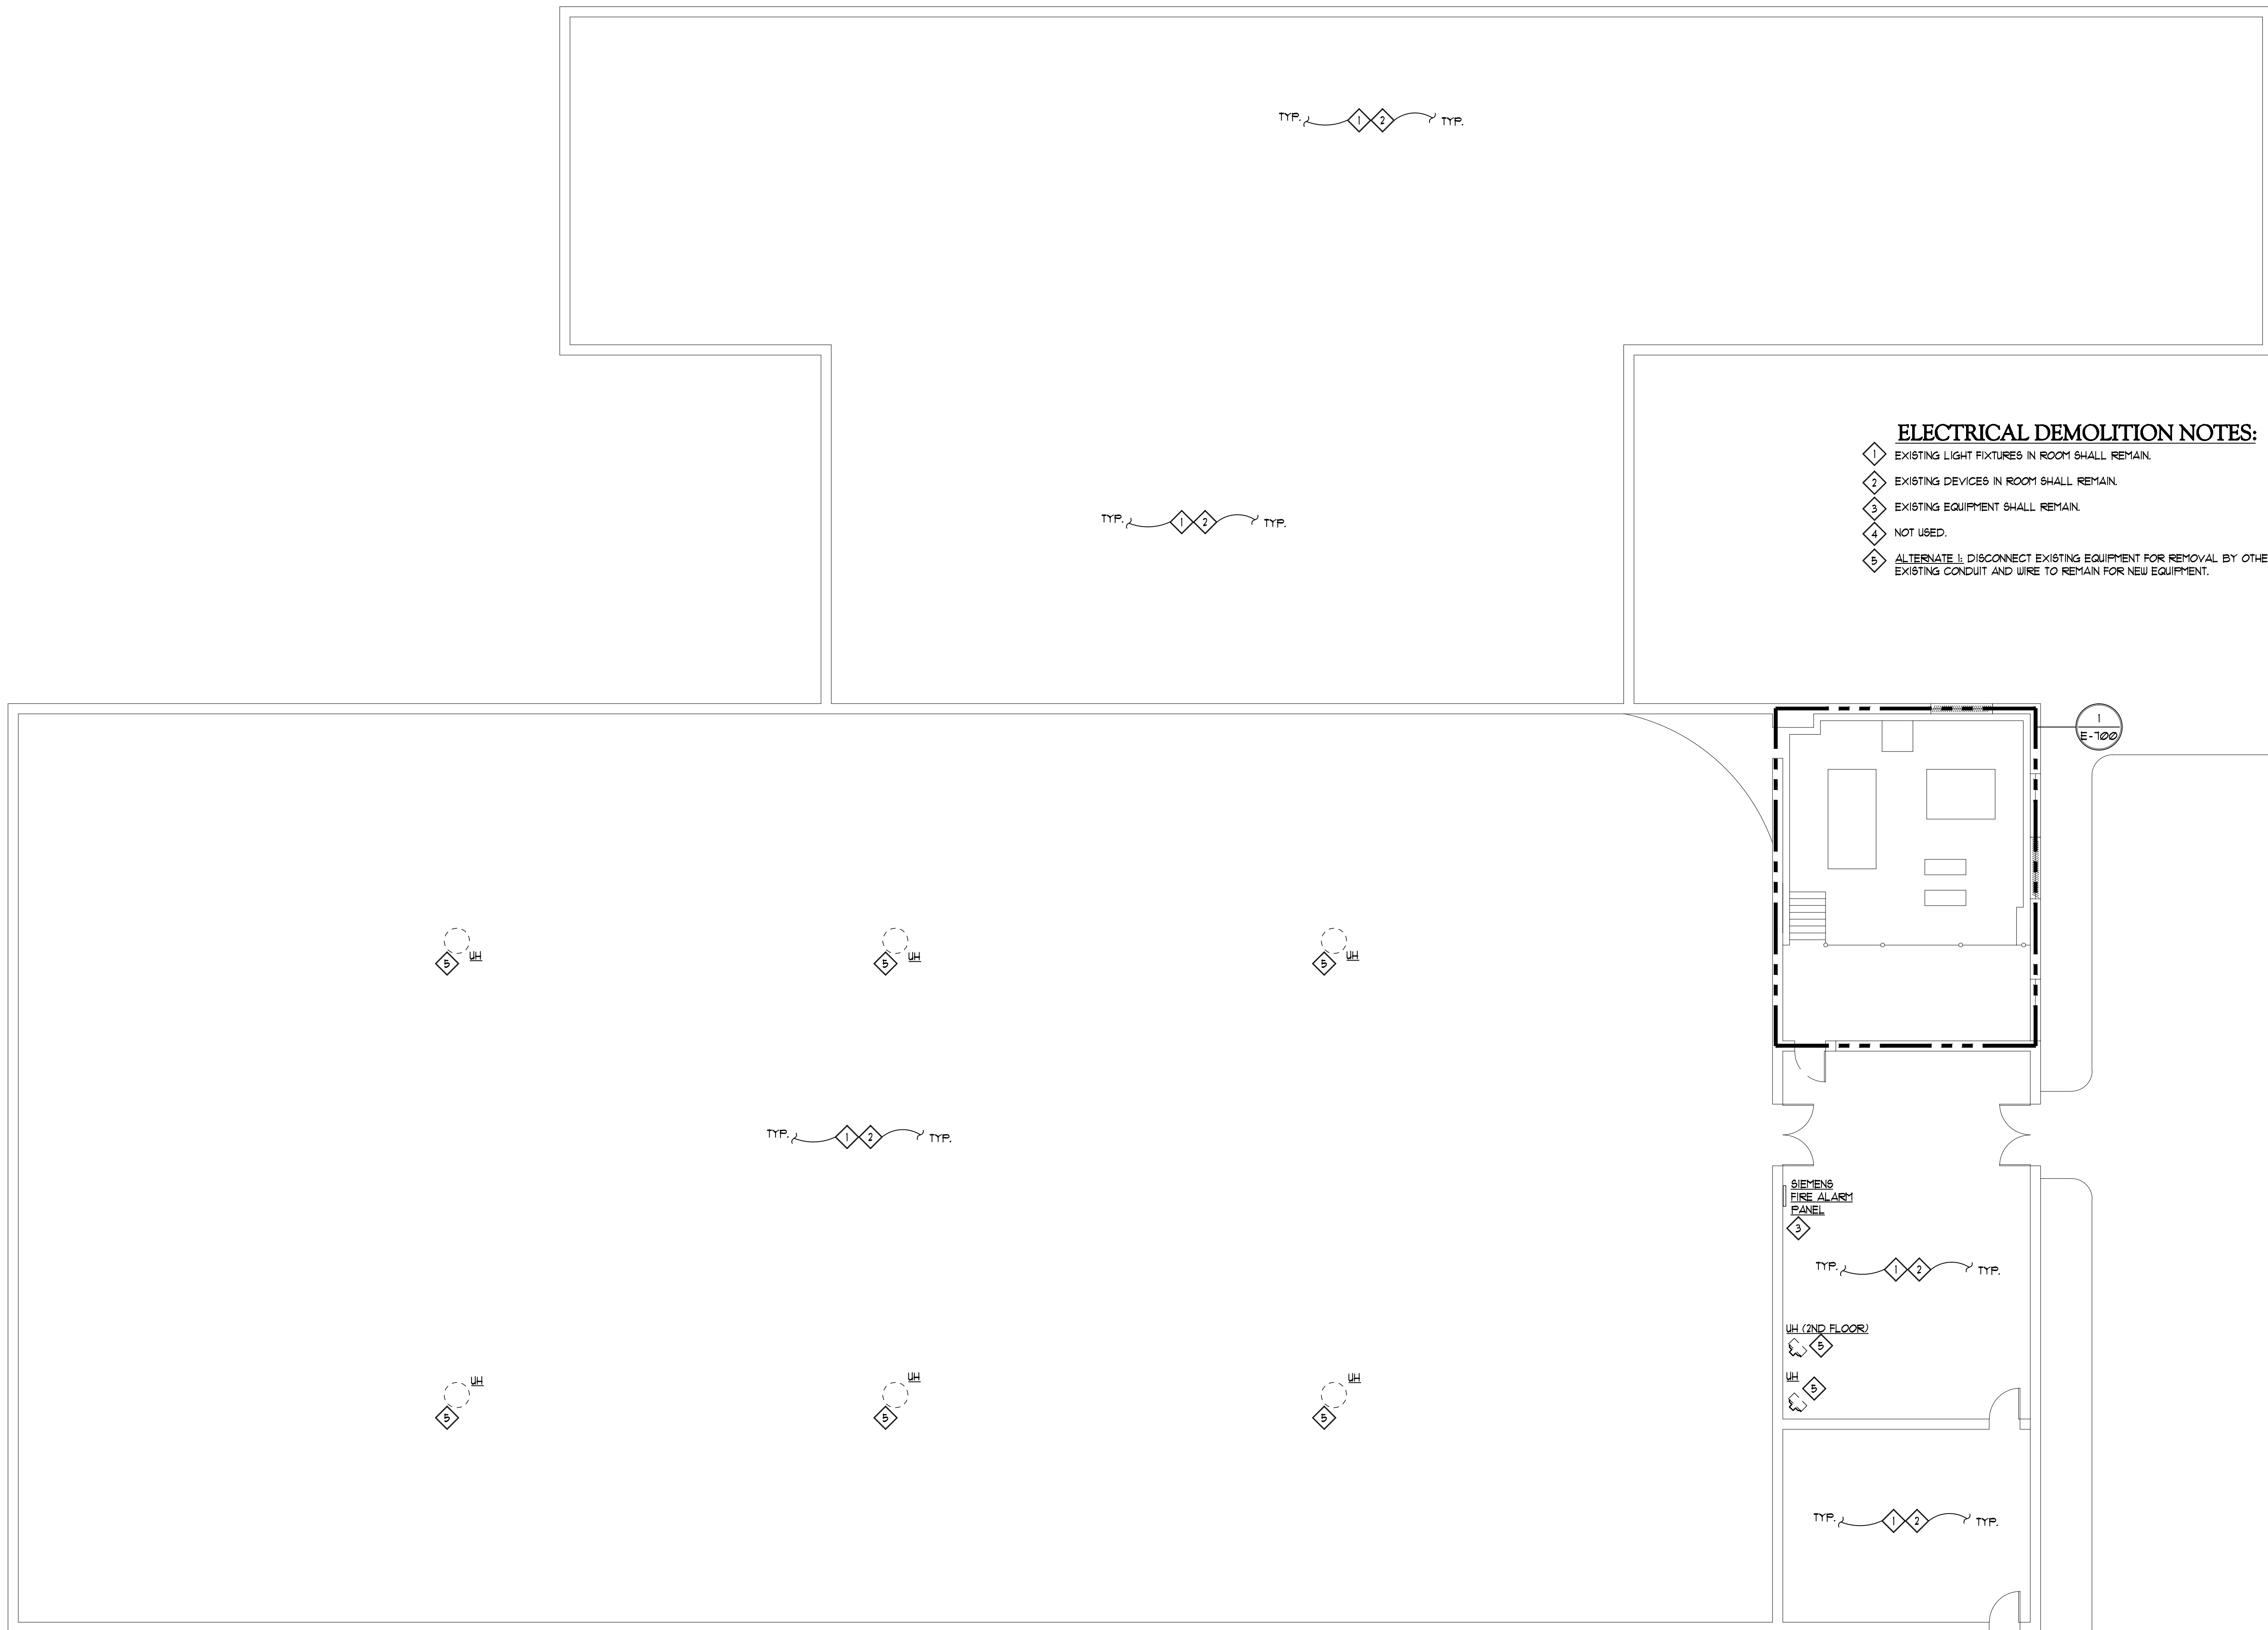 TYP. 1 2 TYP.
ELECTRICAL DEMOLITION NOTES:
1 EXISTING LIGHT FIXTURES IN ROOM SHALL REMAIN.
2 EXISTING DEVICES IN ROOM SHALL REMAIN.
3 EXISTING EQUIPMENT SHALL REMAIN.
4 NOT USED.
5 ALTERNATE 1: DISCONNECT EXISTING EQUIPMENT FOR REMOVAL BY OTHE
EXISTING CONDUIT AND WIRE TO REMAIN FOR NEW EQUIPMENT.
TYP. 1 2 TYP.
1
E-700
5 UH
5 UH
5 UH
TYP. 1 2 TYP.
SIEMENS
FIRE ALARM
PANEL
3
TYP. 1 2 TYP.
UH (2ND FLOOR)
5
UH
5
UH
5
UH
5
UH
5
TYP. 1 2 TYP.